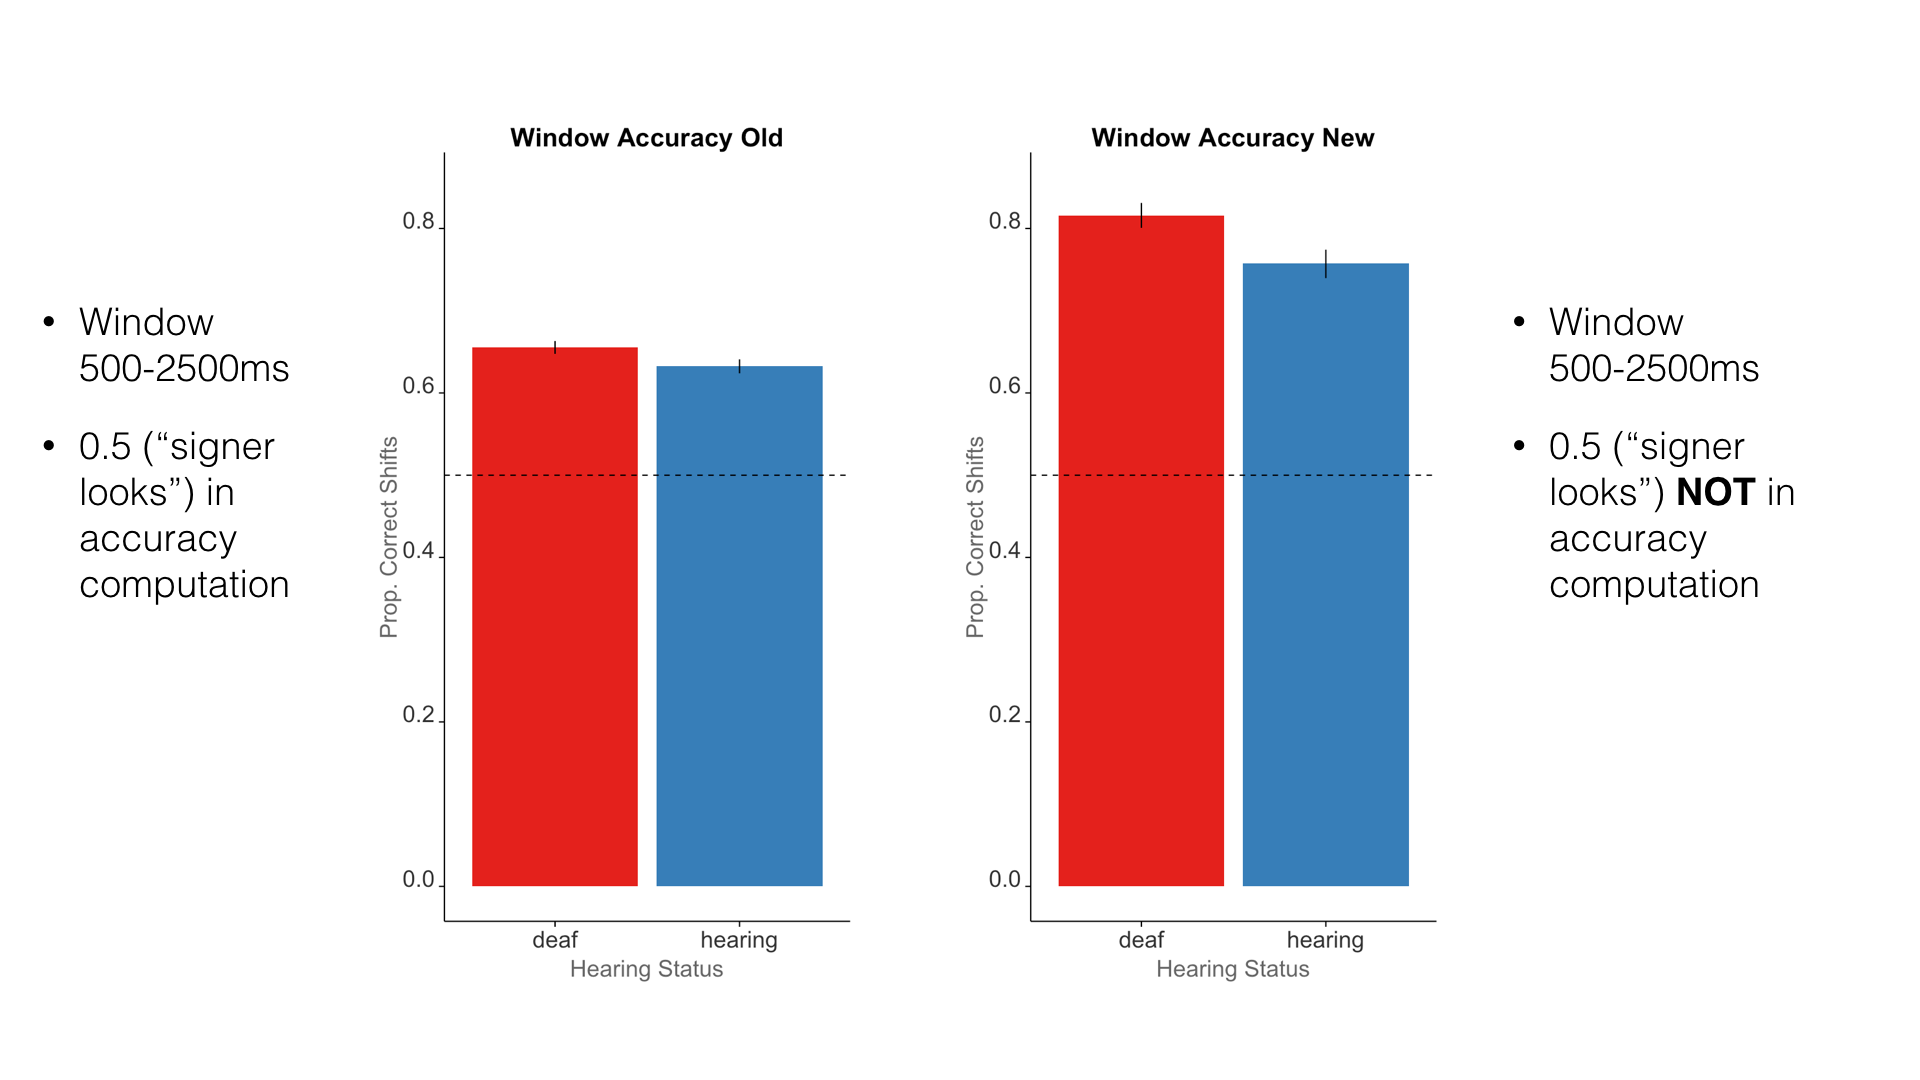 • Window
500-2500ms
• 0.5 (“signer
looks”) in
accuracy
computation
Window Accuracy Old
Prop. Correct Shifts
0.8
0.6
0.4
0.2
0.0
deaf hearing
Hearing Status
Window Accuracy New
Prop. Correct Shifts
0.8
0.6
0.4
0.2
0.0
deaf hearing
Hearing Status
• Window
500-2500ms
• 0.5 (“signer
looks”) NOT in
accuracy
computation